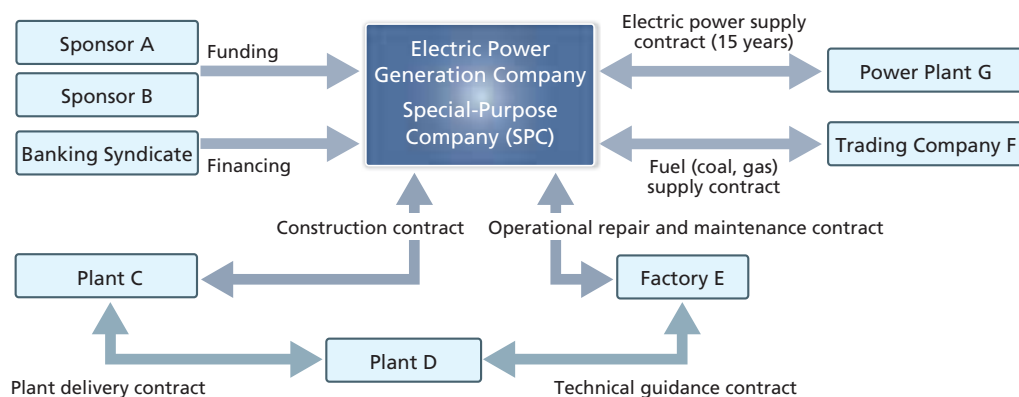 Sponsor A
Sponsor B
Banking Syndicate
Funding
Financing
Electric Power
Generation Company
Special-Purpose
Company (SPC)
Electric power supply
contract (15 years)
Power Plant G
Trading Company F
Fuel (coal, gas)
supply contract
Construction contract
Operational repair and maintenance contract
Plant C
Factory E
Plant D
Plant delivery contract
Technical guidance contract